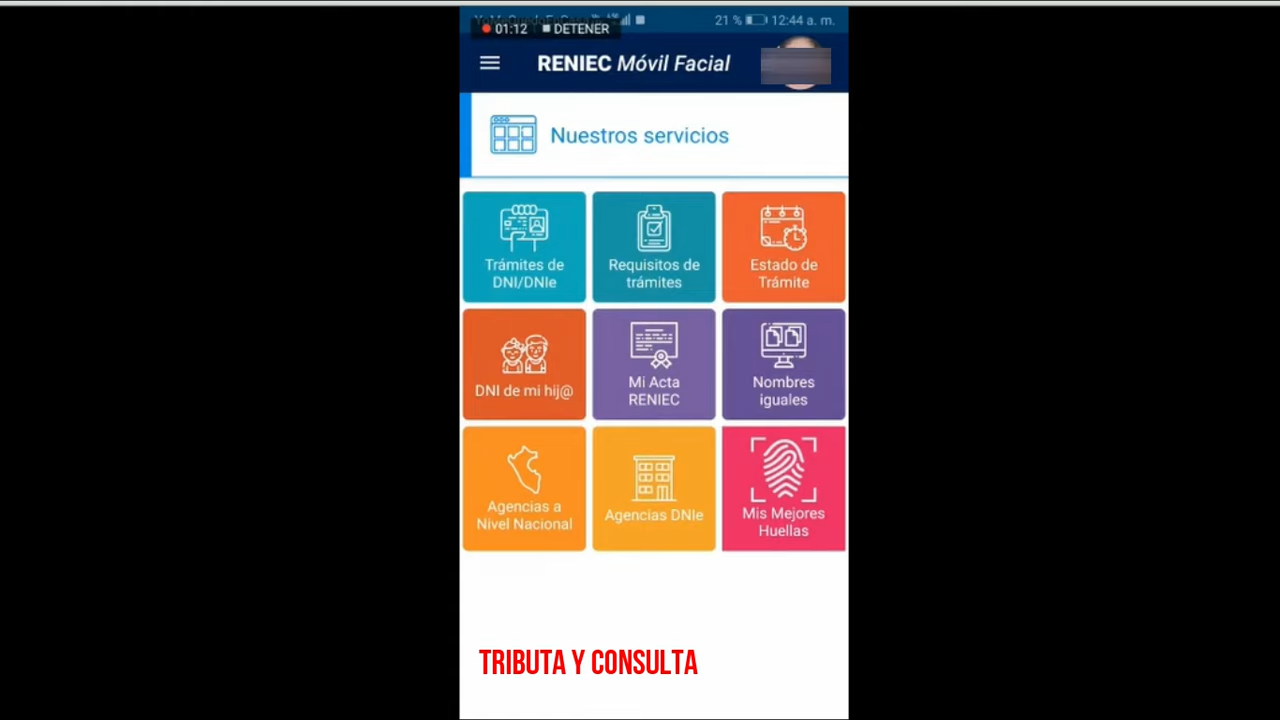 21 % 12:44 a. m.
01:12 DETENER
RENIEC Móvil Facial
Nuestros servicios
Trámites de
DNI/DNIe
Requisitos de
trámites
Estado de
Trámite
DNI de mi hij@
Mi Acta
RENIEC
Nombres
iguales
Agencias a
Nivel Nacional
Agencias DNIe
Mis Mejores
Huellas
TRIBUTA Y CONSULTA